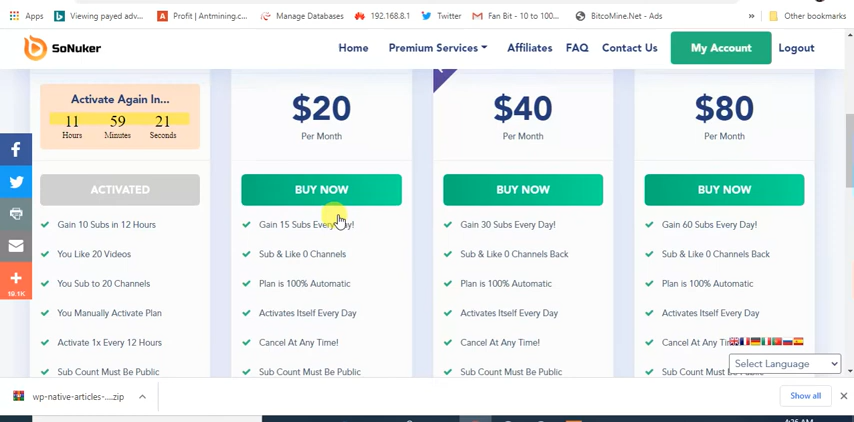 Apps
Viewing payed adv...
Profit | Antmining.c...
Manage Databases
192.168.8.1
Twitter
Fan Bit - 10 to 100...
BitcoMine.Net - Ads
»
Other bookmarks
SoNuker
Home
Premium Services
Affiliates
FAQ
Contact Us
My Account
Logout
Activate Again In...
11
59
21
Hours
Minutes
Seconds
$20
Per Month
$40
Per Month
$80
Per Month
ACTIVATED
BUY NOW
BUY NOW
BUY NOW
Gain 10 Subs in 12 Hours
Gain 15 Subs Every Day!
Gain 30 Subs Every Day!
Gain 60 Subs Every Day!
You Like 20 Videos
Sub & Like 0 Channels
Sub & Like 0 Channels Back
Sub & Like 0 Channels Back
You Sub to 20 Channels
Plan is 100% Automatic
Plan is 100% Automatic
Plan is 100% Automatic
19.1K
You Manually Activate Plan
Activates Itself Every Day
Activates Itself Every Day
Activates Itself Every Day
Activate 1x Every 12 Hours
Cancel At Any Time!
Cancel At Any Time!
Cancel At Any
Select Language
Sub Count Must Be Public
Sub Count Must Be Public
Sub Count Must Be Public
wp-native-articles-....zip
Show all